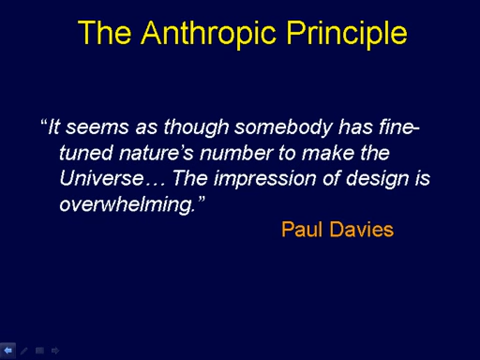 The Anthropic Principle
“It seems as though somebody has fine-
tuned nature’s number to make the
Universe… The impression of design is
overwhelming.”
Paul Davies